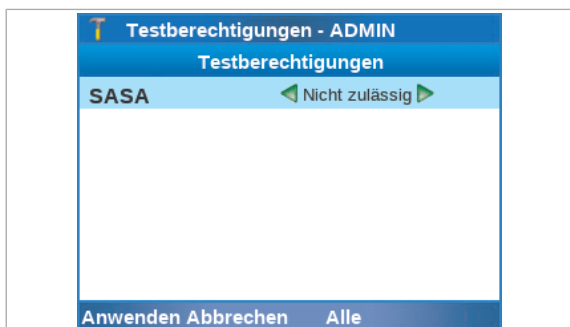 Testberechtigungen - ADMIN
Testberechtigungen
SASA Nicht zulässig
Anwenden Abbrechen Alle